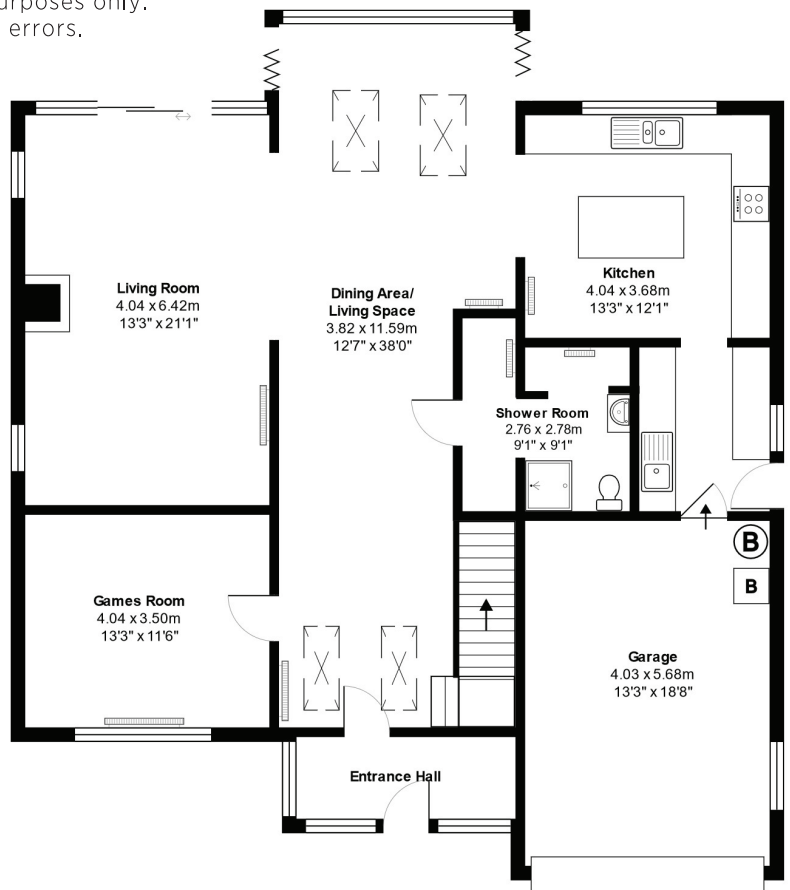 urposes only.
errors.
Living Room
4.04 x 6.42m
13'3" x 21'1"
Dining Area/
Living Space
3.82 x 11.59m
12'7" x 38'0"
Kitchen
4.04 x 3.68m
13'3" x 12'1"
Shower Room
2.76 x 2.78m
9'1" x 9'1"
Games Room
4.04 x 3.50m
13'3" x 11'6"
B
B
Garage
4.03 x 5.68m
13'3" x 18'8"
Entrance Hall